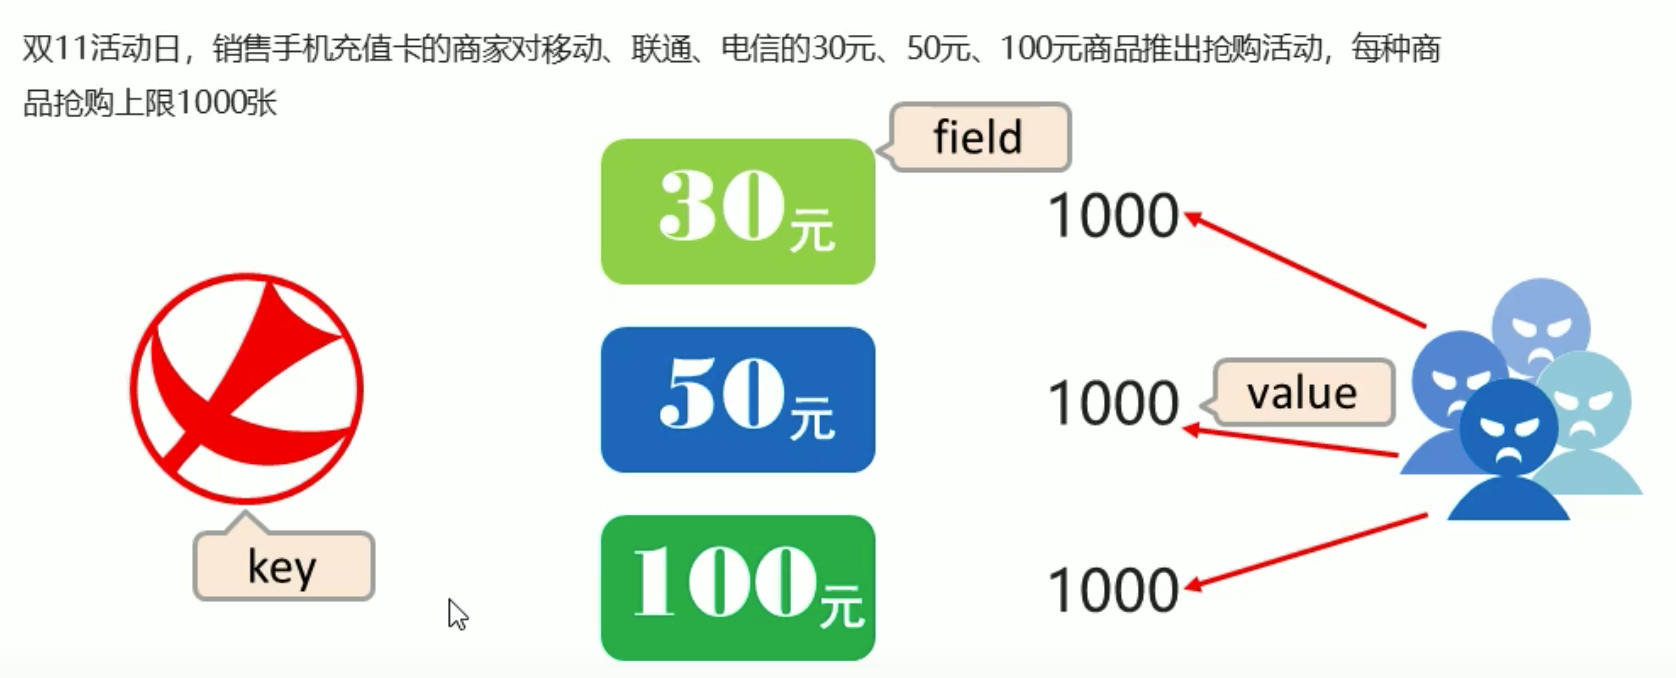 双11活动日，销售手机充值卡的商家对移动、联通、电信的30元、50元、100元商品推出抢购活动，每种商
品抢购上限1000张
field
30元
1000
50元
1000
value
key
100元
1000